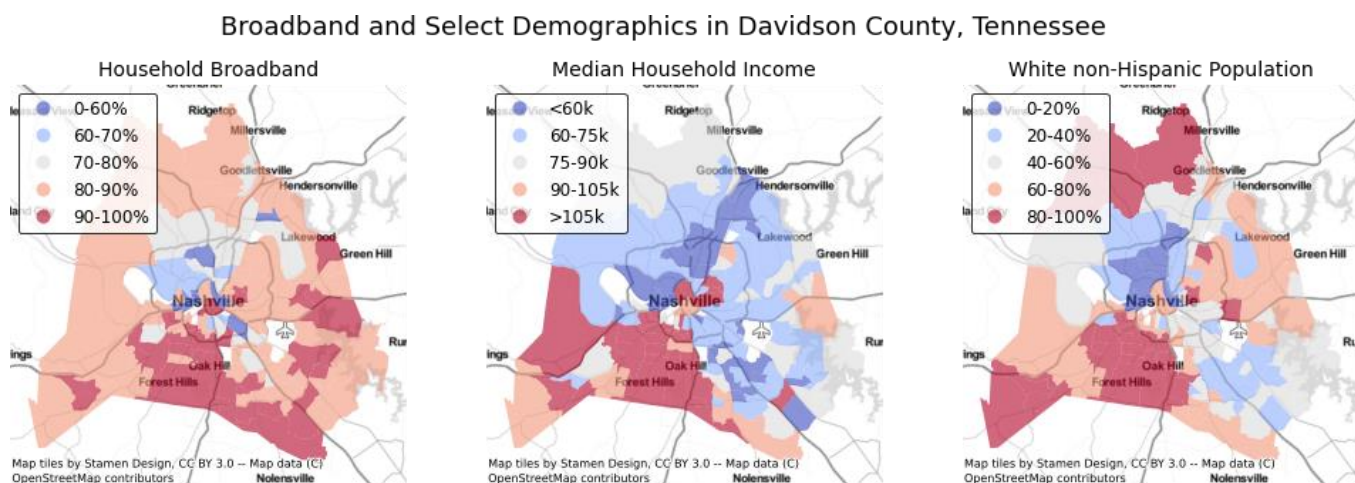 Broadband and Select Demographics in Davidson County, Tennessee
Household Broadband
0-60%
60-70%
70-80%
80-90%
90-100%
Ridgetop
Millersville
Goodlettsville
Hendersonville
Lakewood
Green Hill
Nashville
Oak Hill
Forest Hills
Map tiles by Stamen Design, CC BY 3.0 -- Map data (C)
OpenStreetMap contributors
Nolensville
Median Household Income
<60k
60-75k
75-90k
90-105k
>105k
Ridgetop
Millersville
Goodlettsville
Hendersonville
Lakewood
Green Hill
Nashville
Oak Hill
Forest Hills
Map tiles by Stamen Design, CC BY 3.0 -- Map data (C)
OpenStreetMap contributors
Nolensville
White non-Hispanic Population
0-20%
20-40%
40-60%
60-80%
80-100%
Ridgetop
Millersville
Goodlettsville
Hendersonville
Lakewood
Green Hill
Nashville
Oak Hill
Forest Hills
Map tiles by Stamen Design, CC BY 3.0 -- Map data (C)
OpenStreetMap contributors
Nolensville